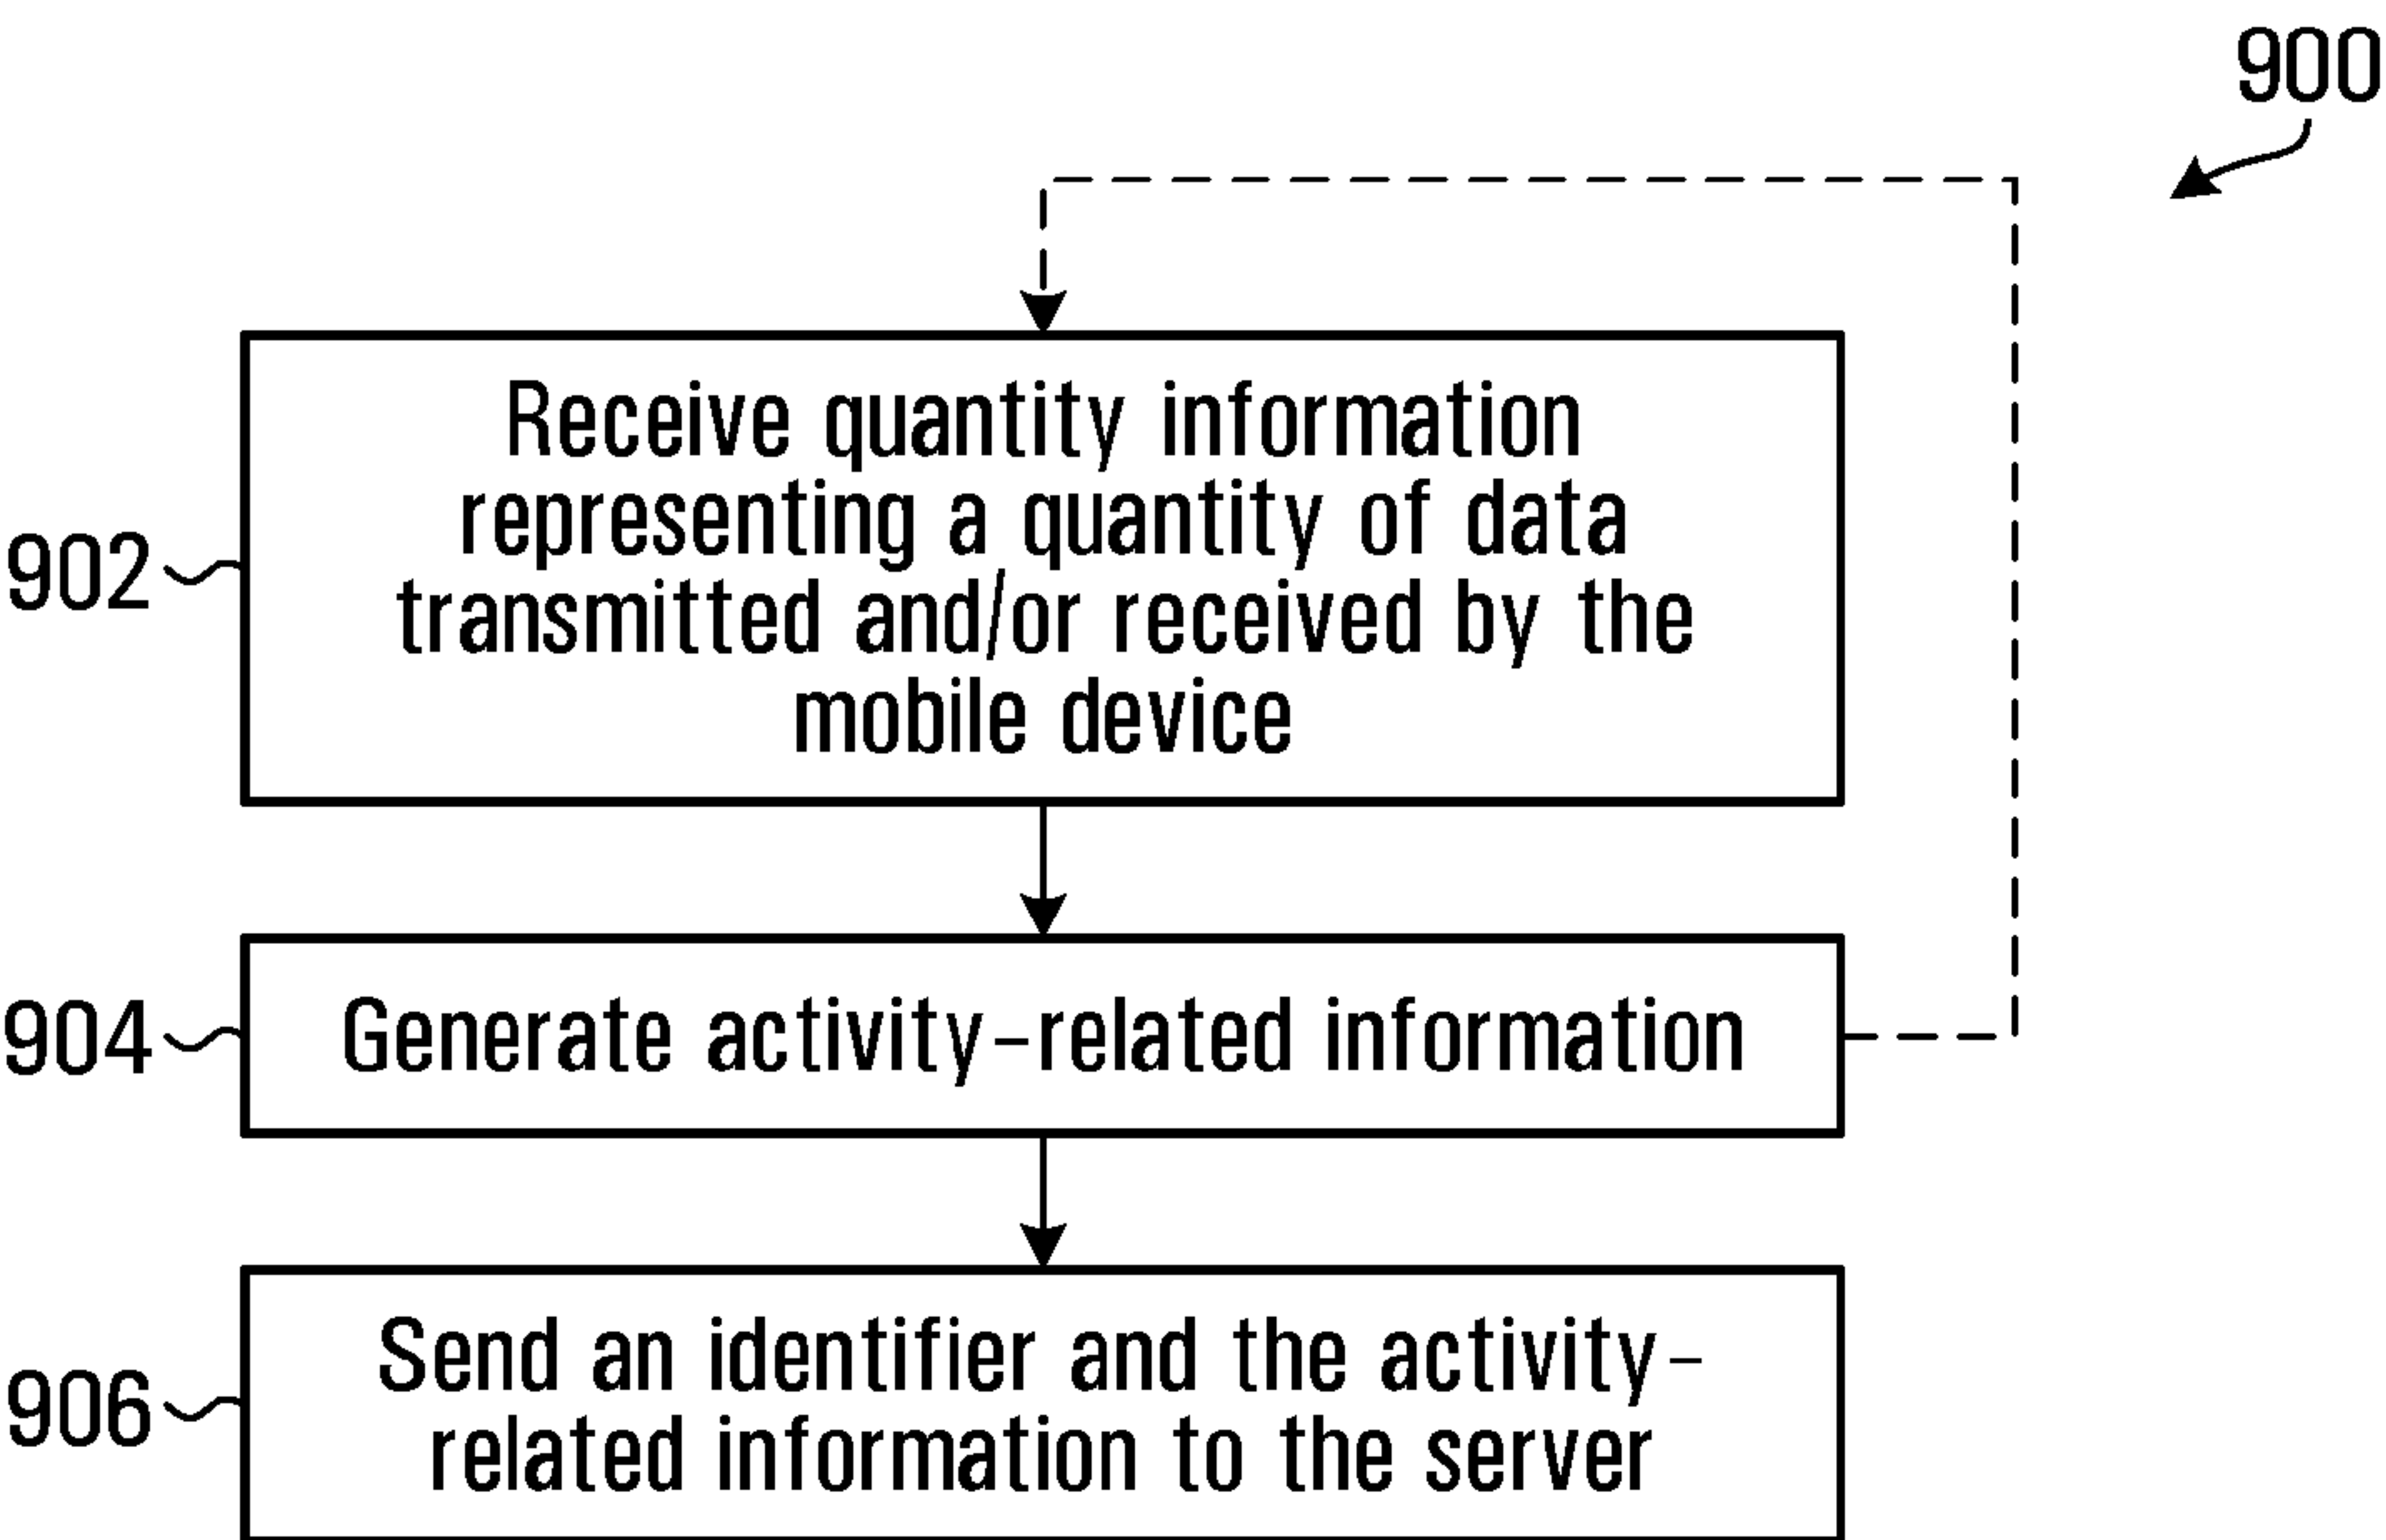 900
902
Receive quantity information
representing a quantity of data
transmitted and/or received by the
mobile device
904
Generate activity-related information
906
Send an identifier and the activity-
related information to the server